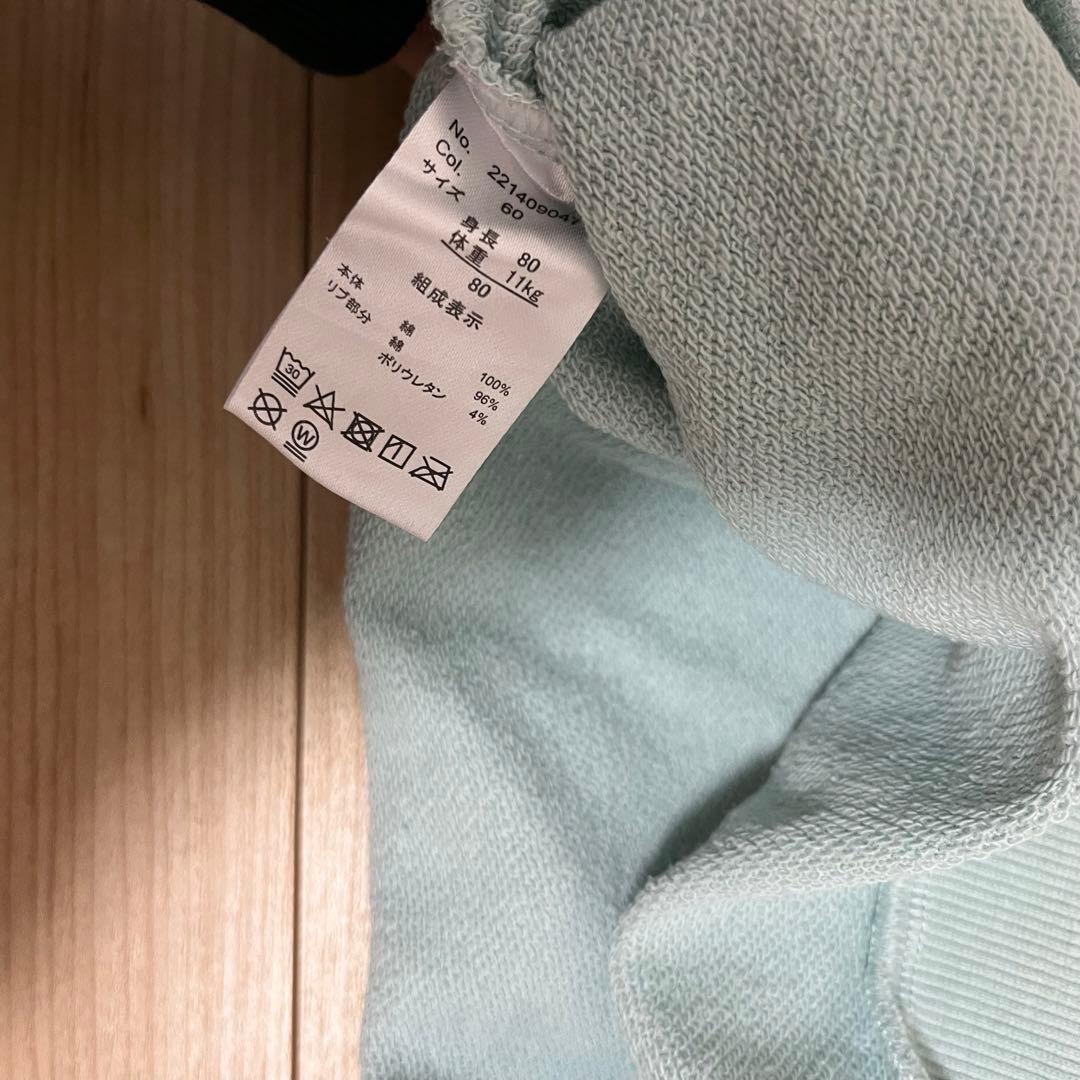 No. 221409047
Col. 60
サイズ
身長 80
体重 11kg
80
組成表示
本体 綿 100%
リブ部分 綿 96%
ポリウレタン 4%
30
W